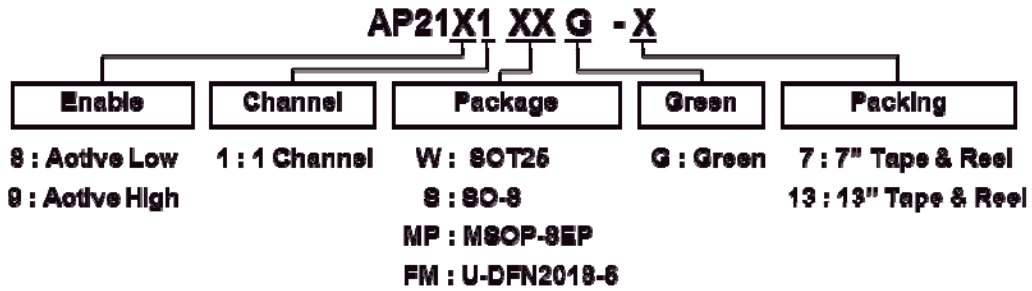 AP21X1 XX G - X
Enable Channel Package Green Packing
8 : Active Low 1 : 1 Channel W : SOT25 G : Green 7 : 7" Tape & Reel
9 : Active High S : SO-8 13 : 13" Tape & Reel
MP : MSOP-8EP
FM : U-DFN2018-6